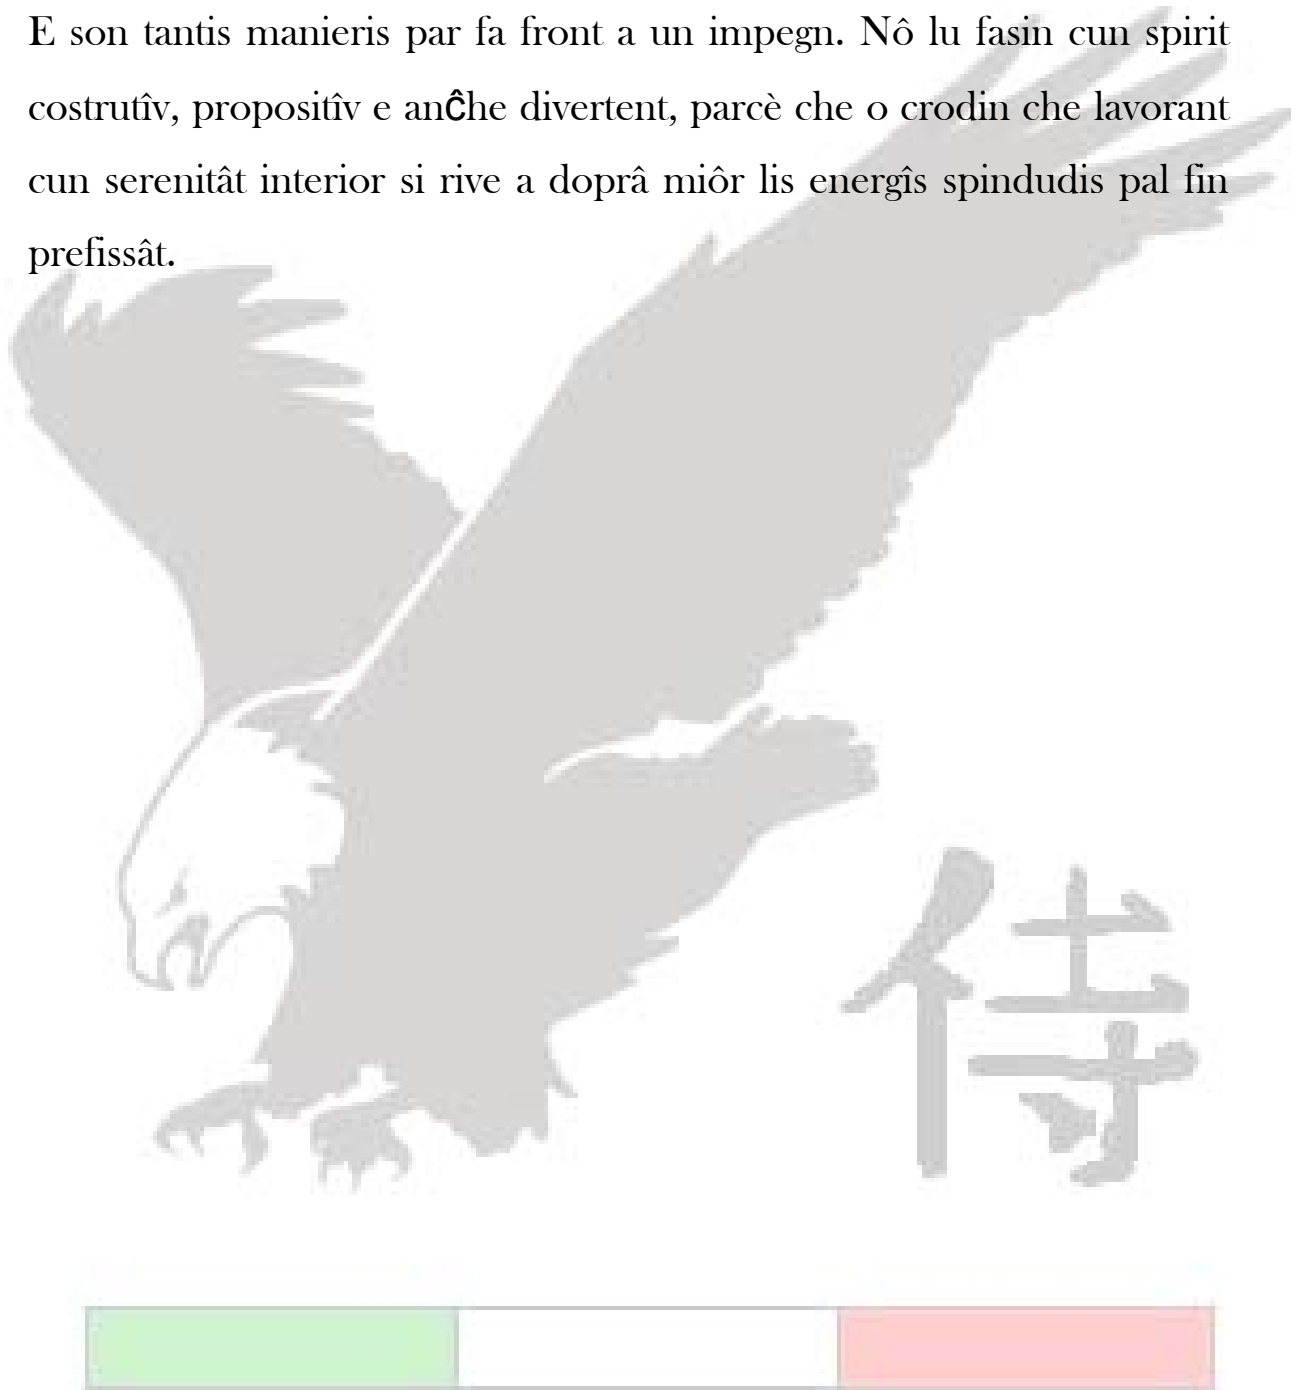 E son tantis manieris par fa front a un impegn. Nô lu fasin cun spirit
costrutîv, propositîv e anĉhe divertent, parcè che o crodin che lavorant
cun serenitât interior si rive a doprâ miôr lis energîs spindudis pal fin
prefissât.
侍